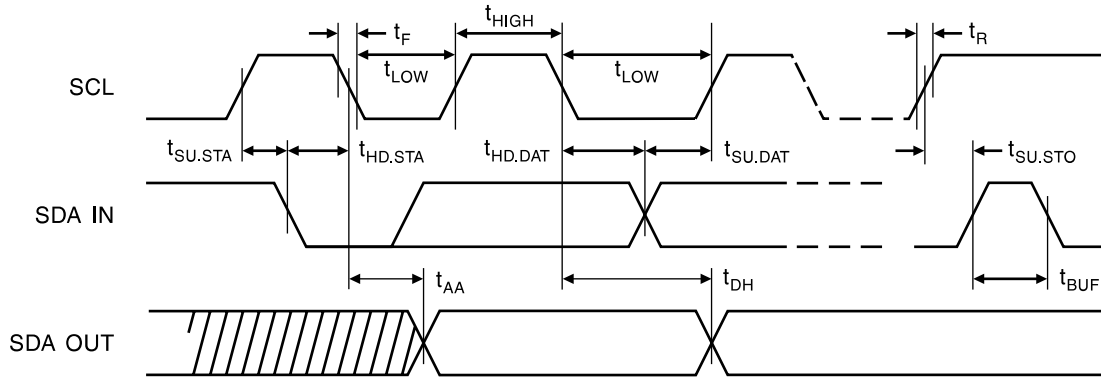 tHIGH
tF
tR
tLOW
tLOW
SCL
tSU.STA
tHD.STA
tHD.DAT
tSU.DAT
tSU.STO
SDA IN
tAA
tDH
tBUF
SDA OUT